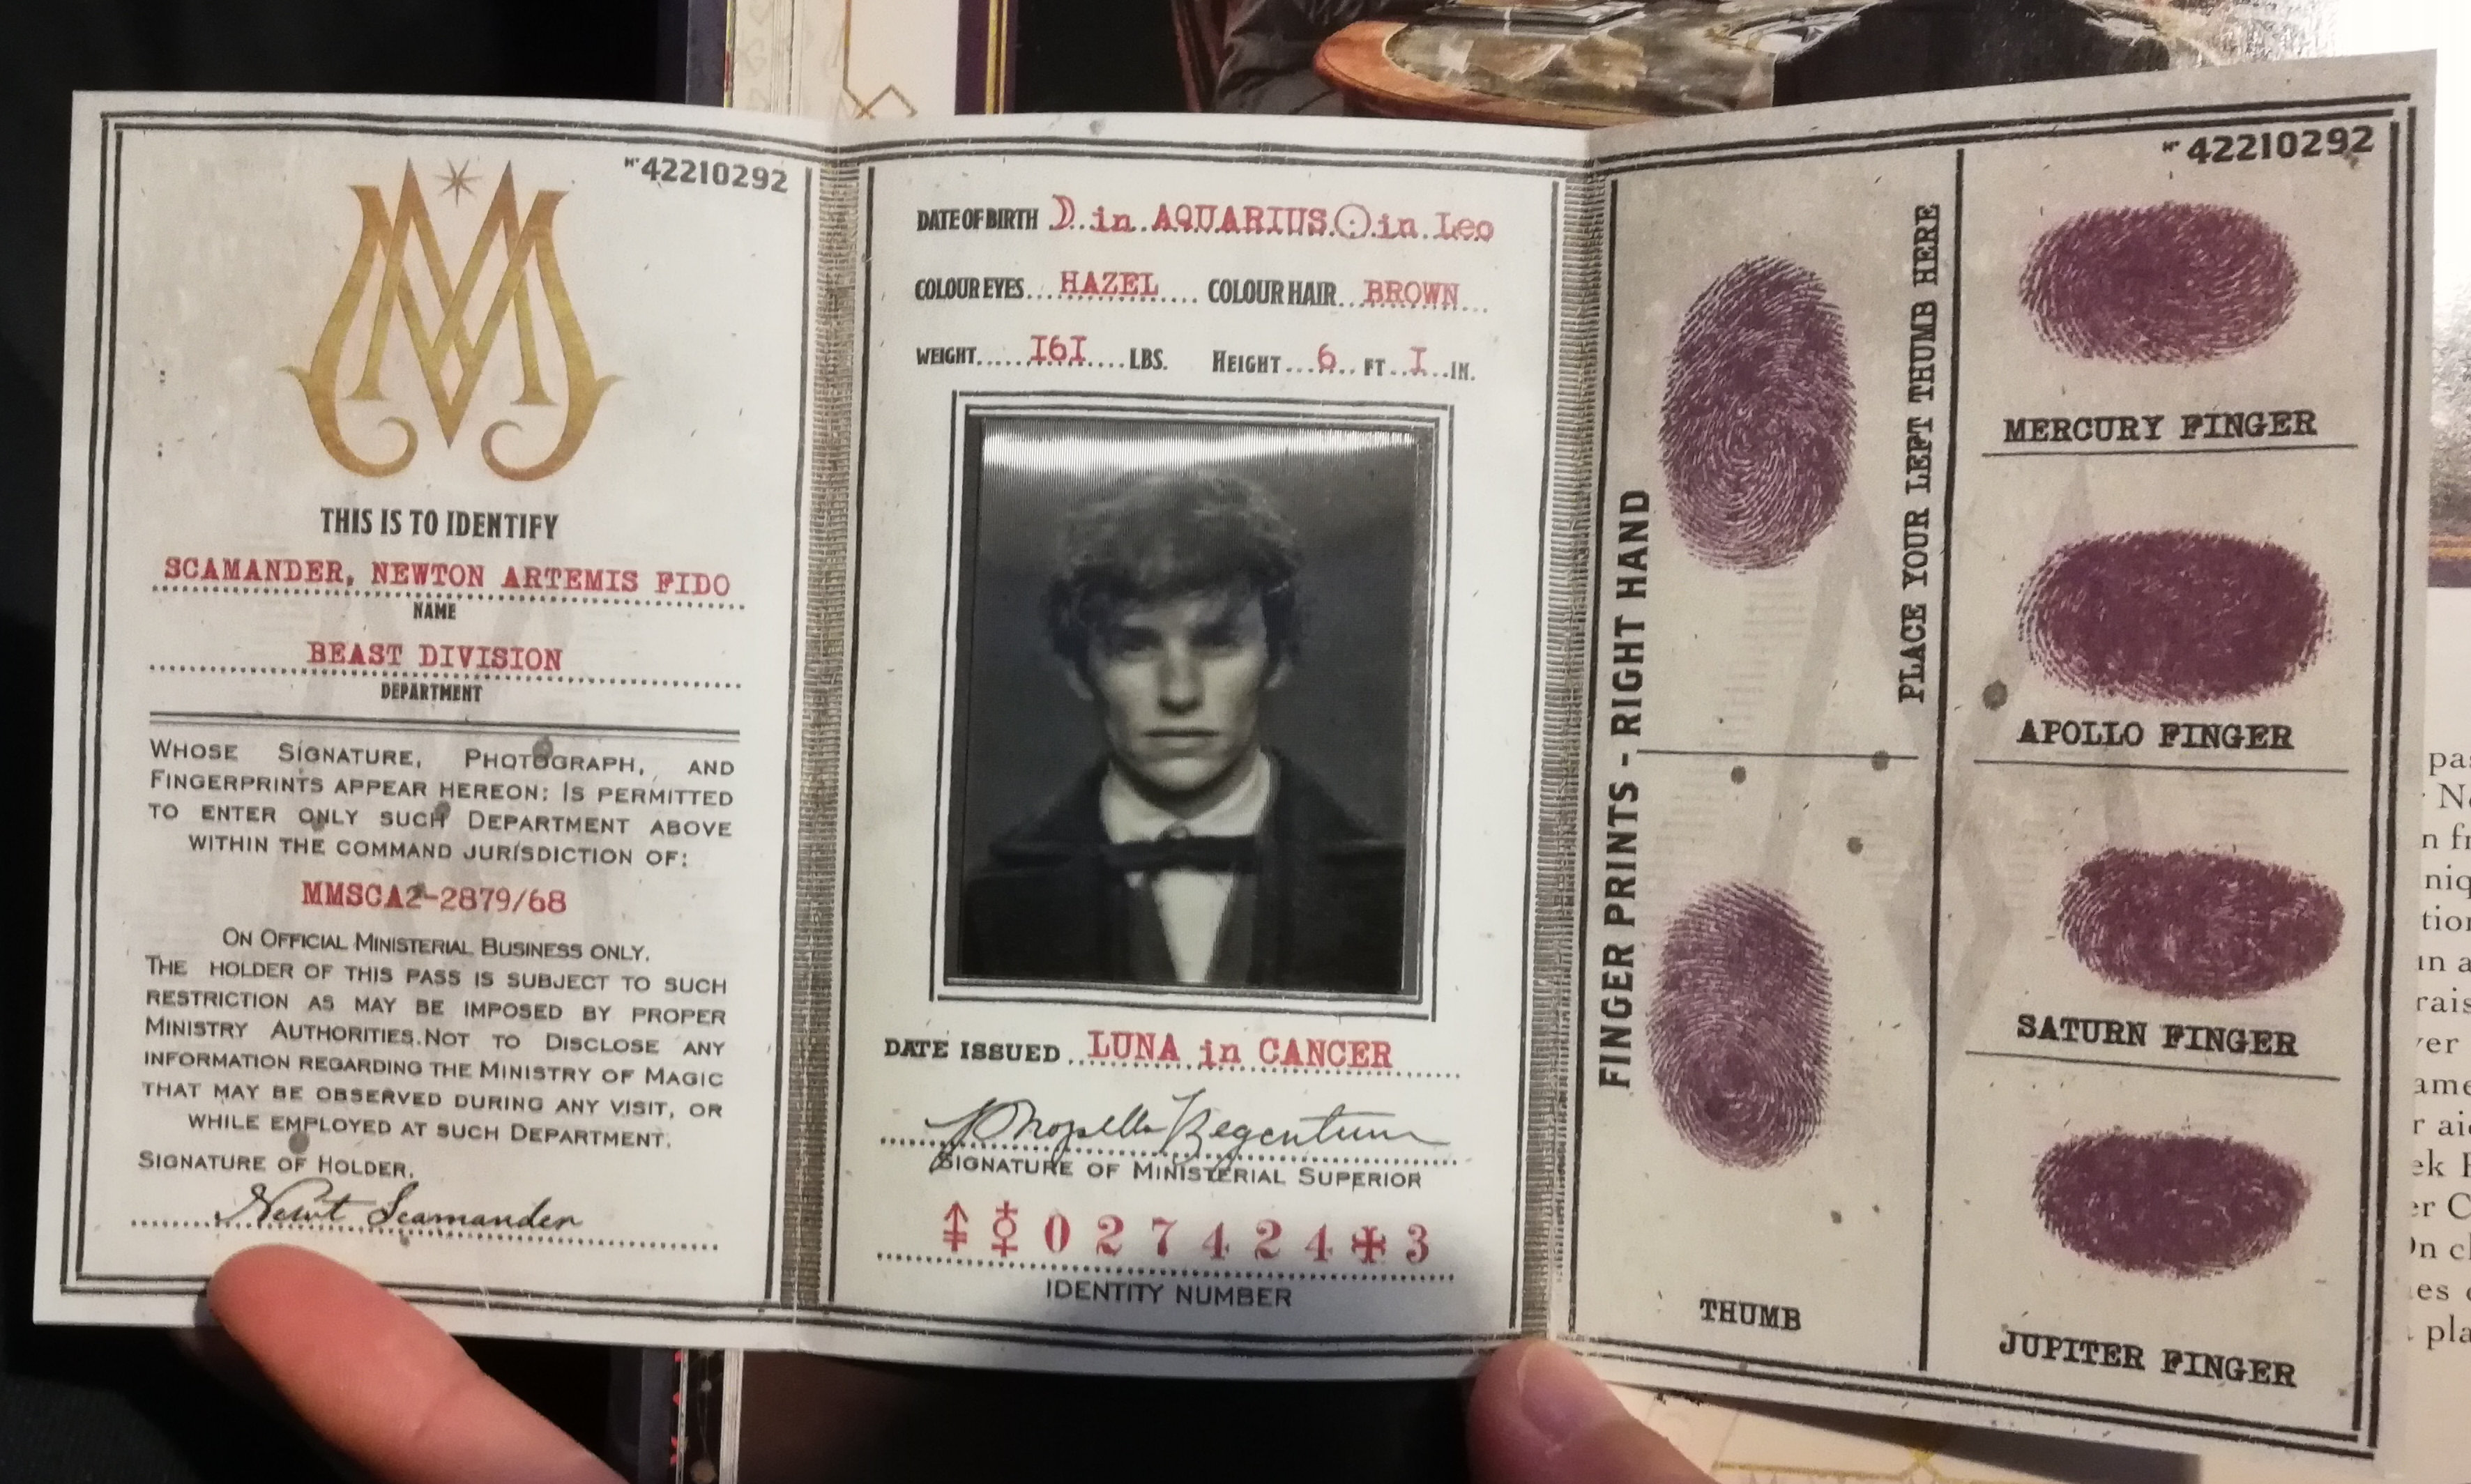 Nº 42210292
THIS IS TO IDENTIFY
SCAMANDER, NEWTON ARTEMIS FIDO
NAME
BEAST DIVISION
DEPARTMENT
WHOSE SIGNATURE, PHOTOGRAPH, AND
FINGERPRINTS APPEAR HEREON; IS PERMITTED
TO ENTER ONLY SUCH DEPARTMENT ABOVE
WITHIN THE COMMAND JURISDICTION OF:
MMSCA2-2879/68
ON OFFICIAL MINISTERIAL BUSINESS ONLY.
THE HOLDER OF THIS PASS IS SUBJECT TO SUCH
RESTRICTION AS MAY BE IMPOSED BY PROPER
MINISTRY AUTHORITIES.NOT TO DISCLOSE ANY
INFORMATION REGARDING THE MINISTRY OF MAGIC
THAT MAY BE OBSERVED DURING ANY VISIT, OR
WHILE EMPLOYED AT SUCH DEPARTMENT.
SIGNATURE OF HOLDER.
Newt Scamander
DATE OF BIRTH ☽ in AQUARIUS ☉ in Leo
COLOUR EYES HAZEL COLOUR HAIR BROWN
WEIGHT I6I LBS. HEIGHT 6 FT I IN.
DATE ISSUED LUNA in CANCER
SIGNATURE OF MINISTERIAL SUPERIOR
027424✠3
IDENTITY NUMBER
FINGER PRINTS - RIGHT HAND
PLACE YOUR LEFT THUMB HERE
THUMB
Nº 42210292
MERCURY FINGER
APOLLO FINGER
SATURN FINGER
JUPITER FINGER